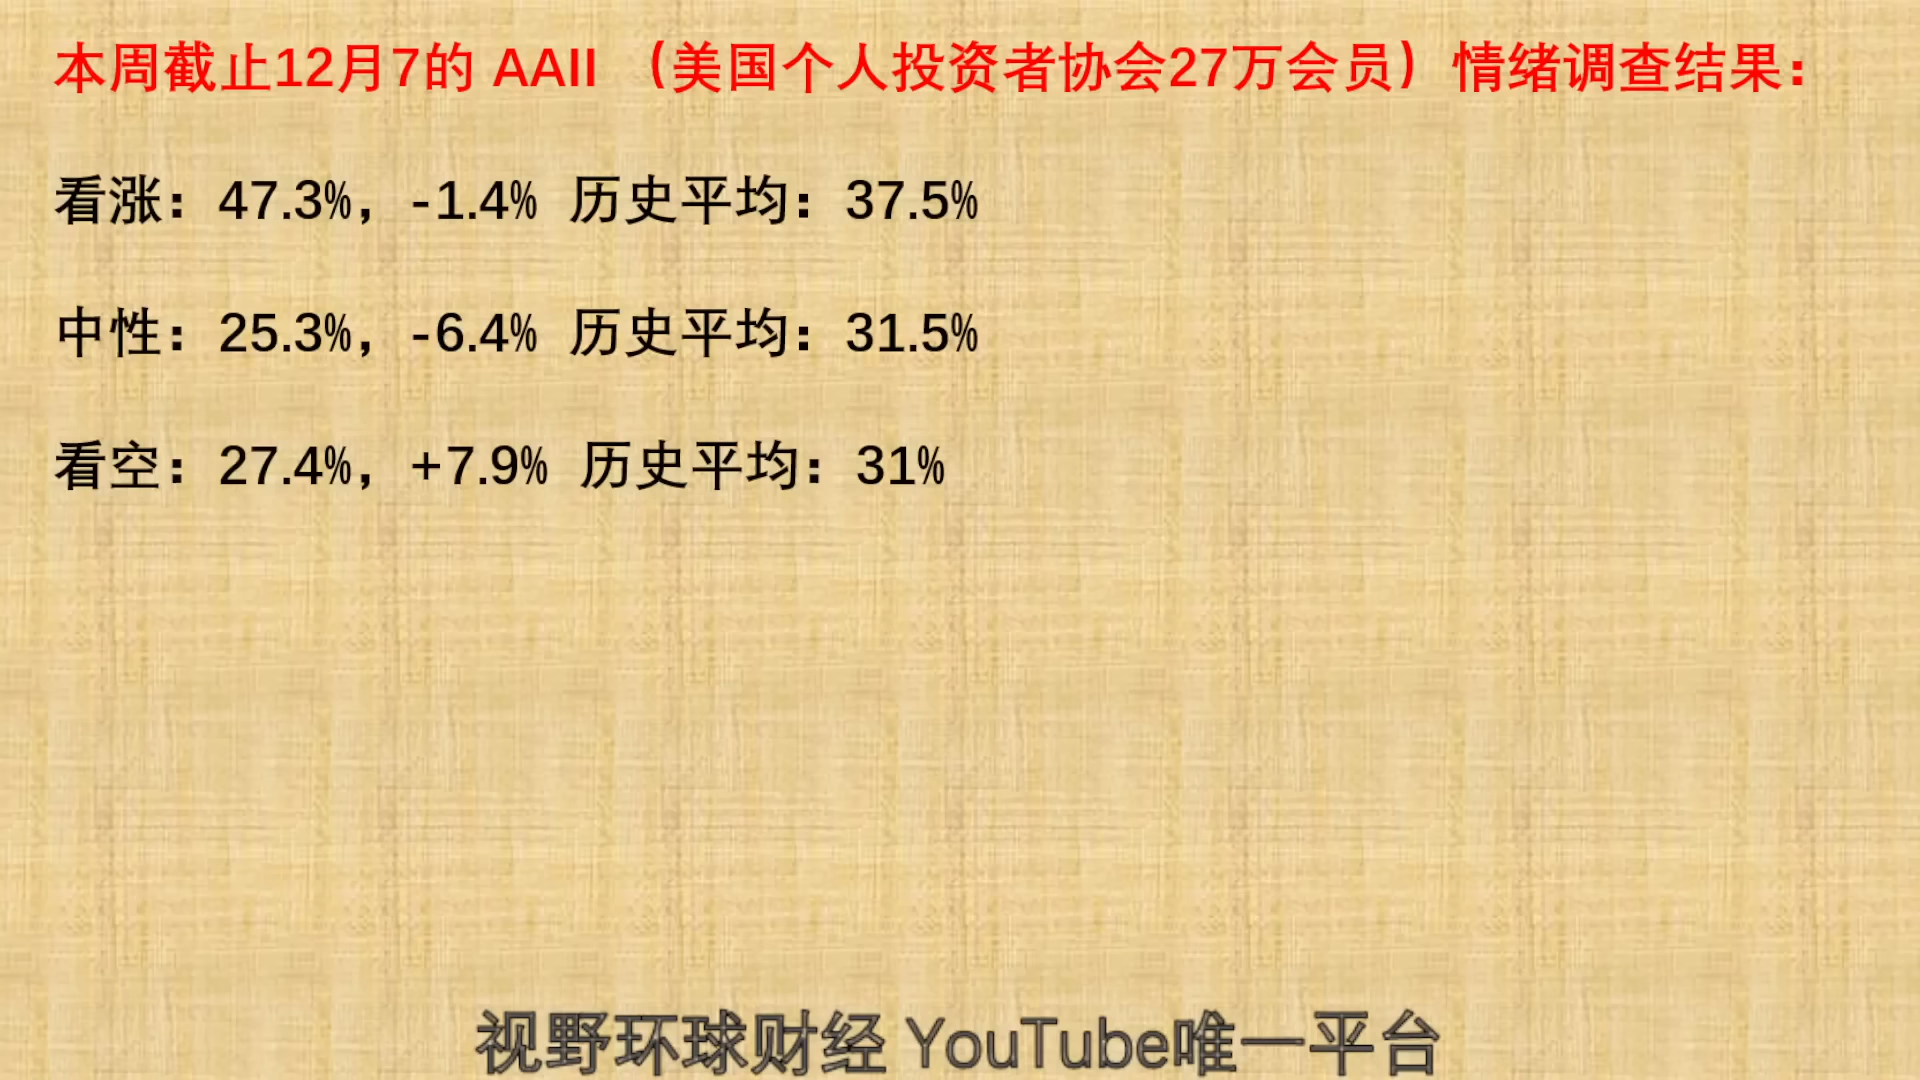 本周截止12月7的 AAII （美国个人投资者协会27万会员）情绪调查结果：
看涨：47.3%，-1.4% 历史平均：37.5%
中性：25.3%，-6.4% 历史平均：31.5%
看空：27.4%，+7.9% 历史平均：31%
视野环球财经 YouTube唯一平台